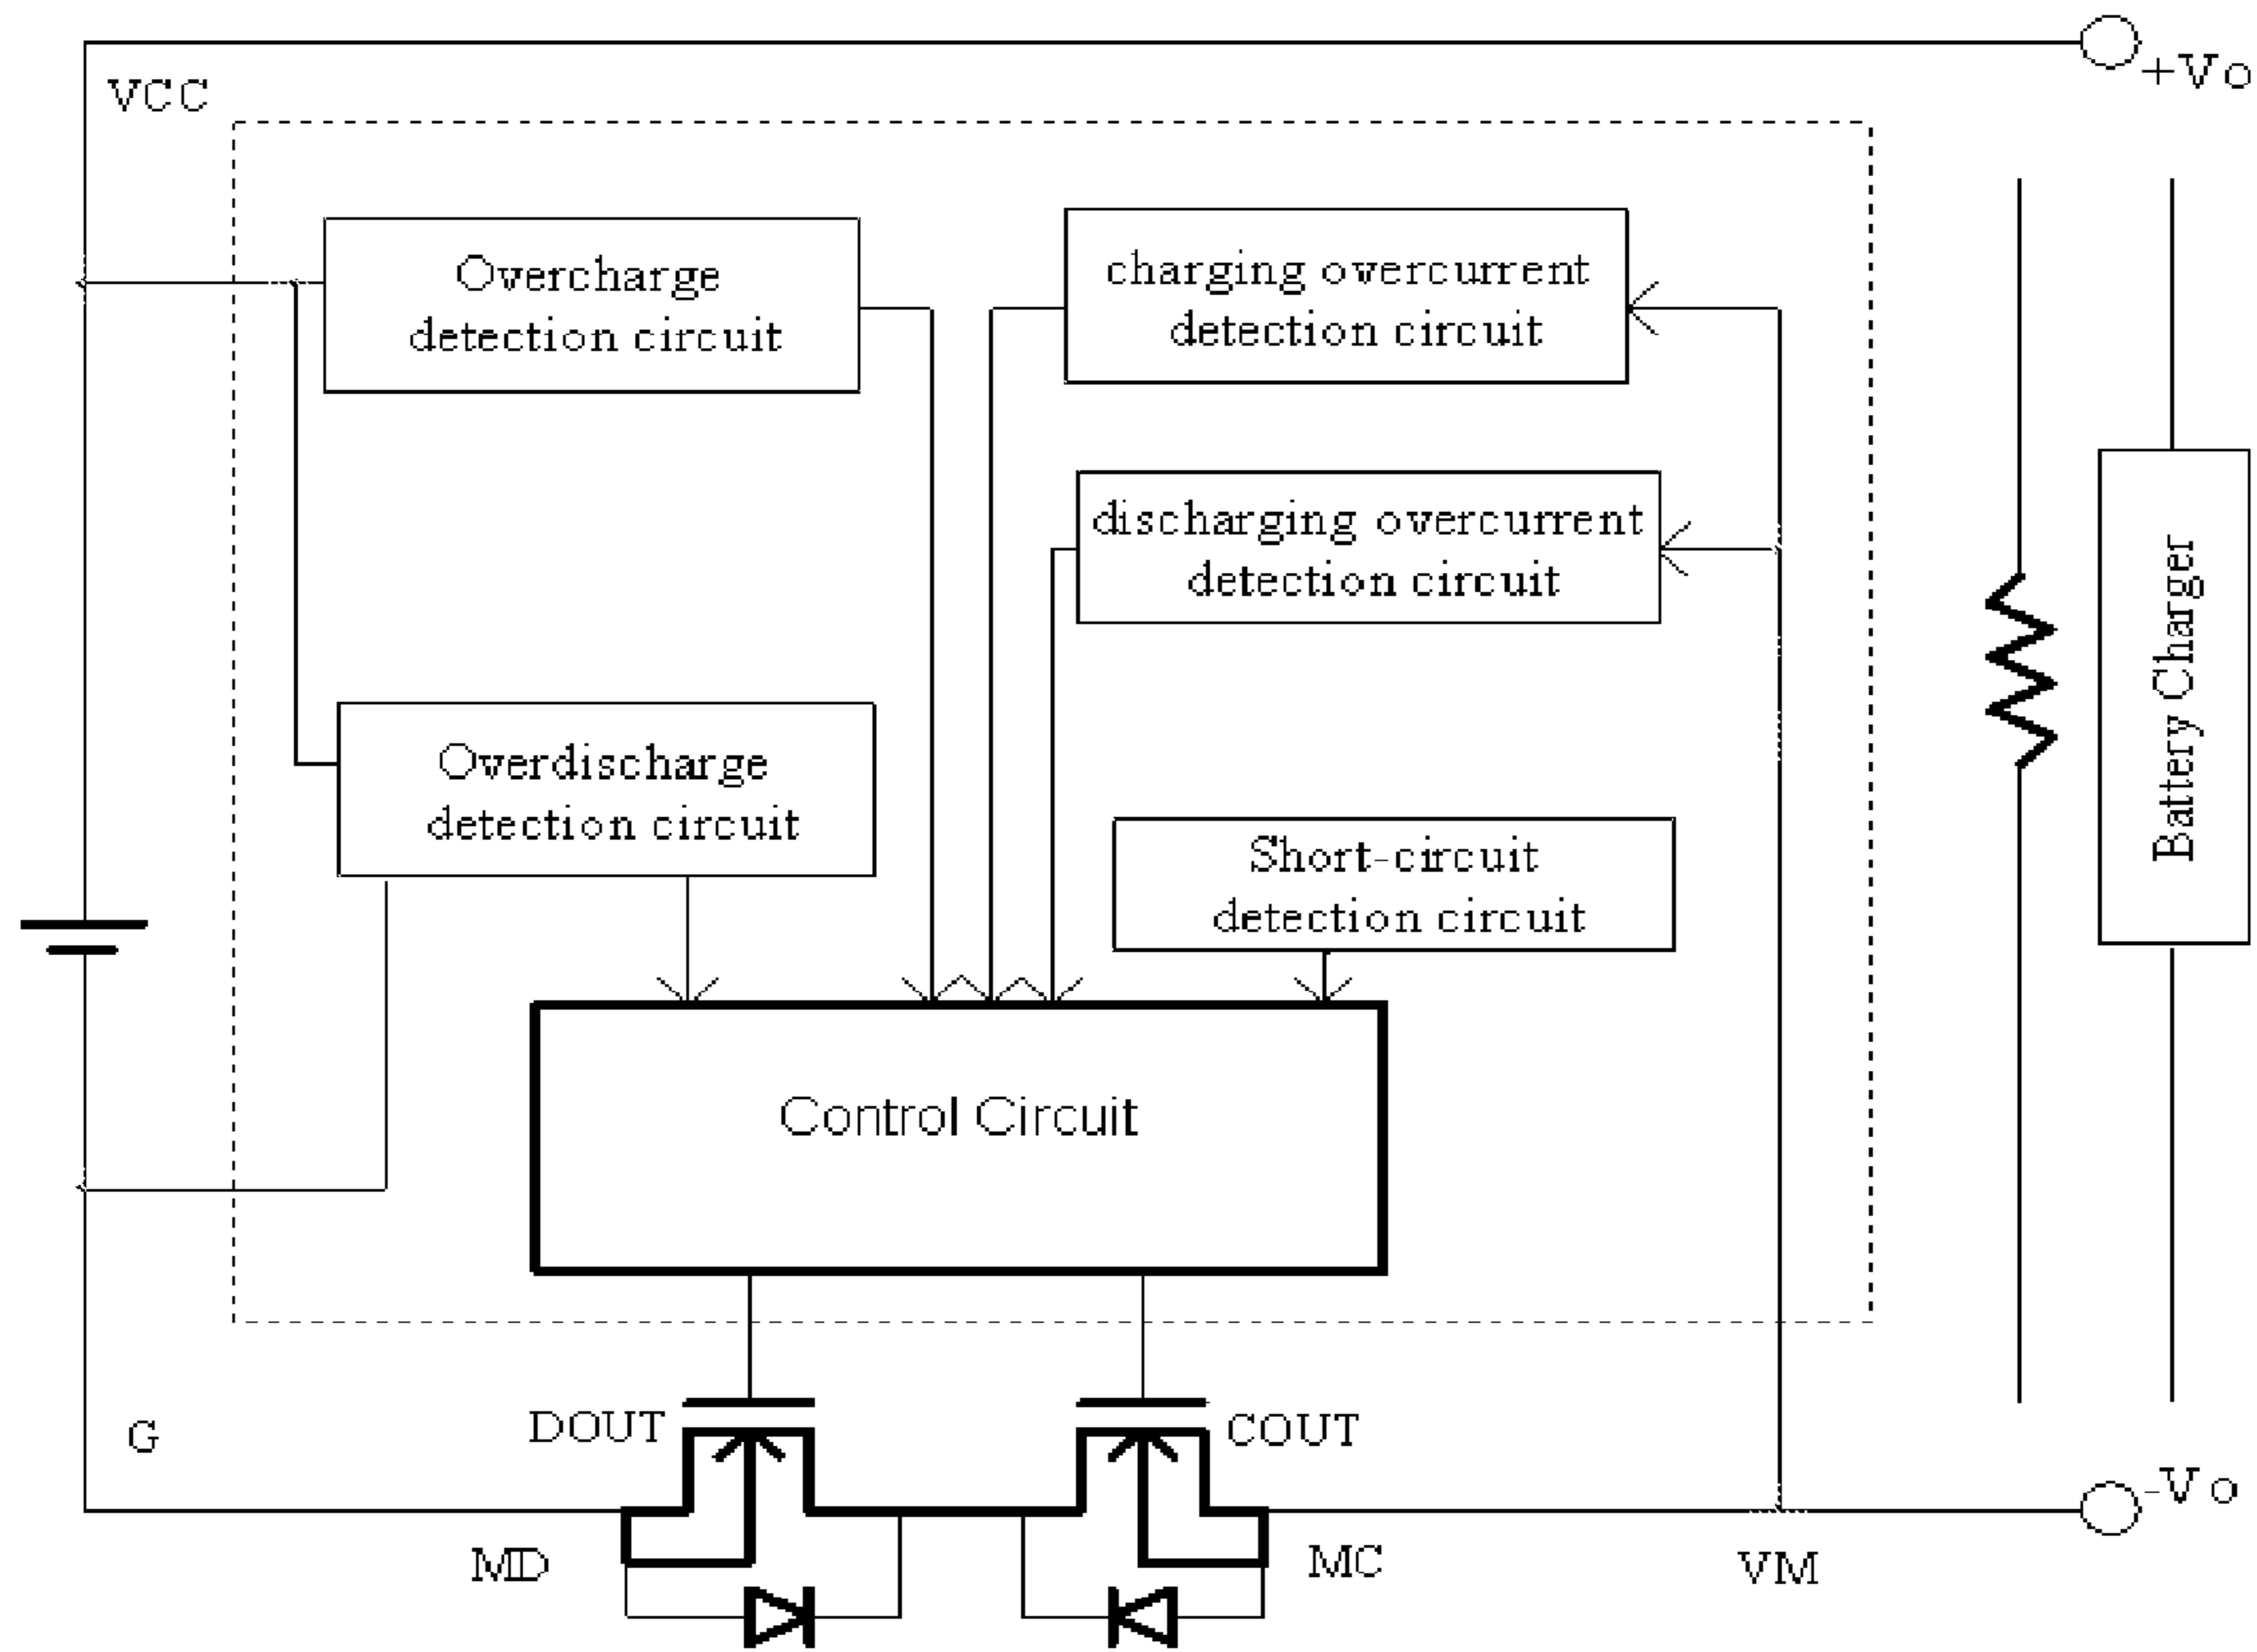 +Vo
VCC
Overcharge
detection circuit
charging overcurrent
detection circuit
discharging overcurrent
detection circuit
Battery Charger
Overdischarge
detection circuit
Short-circuit
detection circuit
Control Circuit
DOUT
COUT
G
-Vo
MD
MC
VM